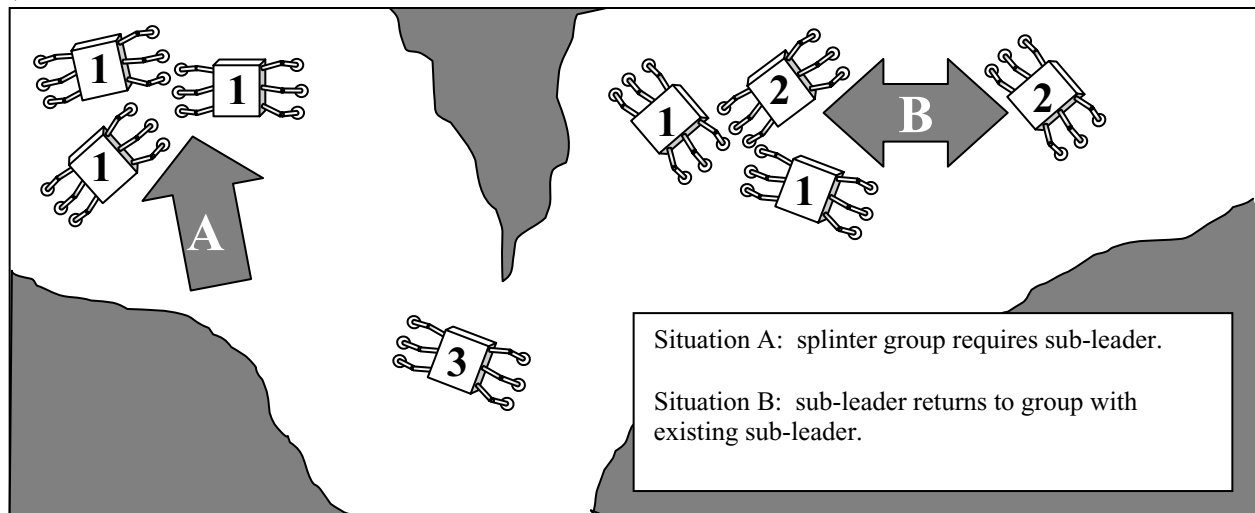 1
1
1
A
1
2
1
B
2
3
Situation A: splinter group requires sub-leader.
Situation B: sub-leader returns to group with
existing sub-leader.